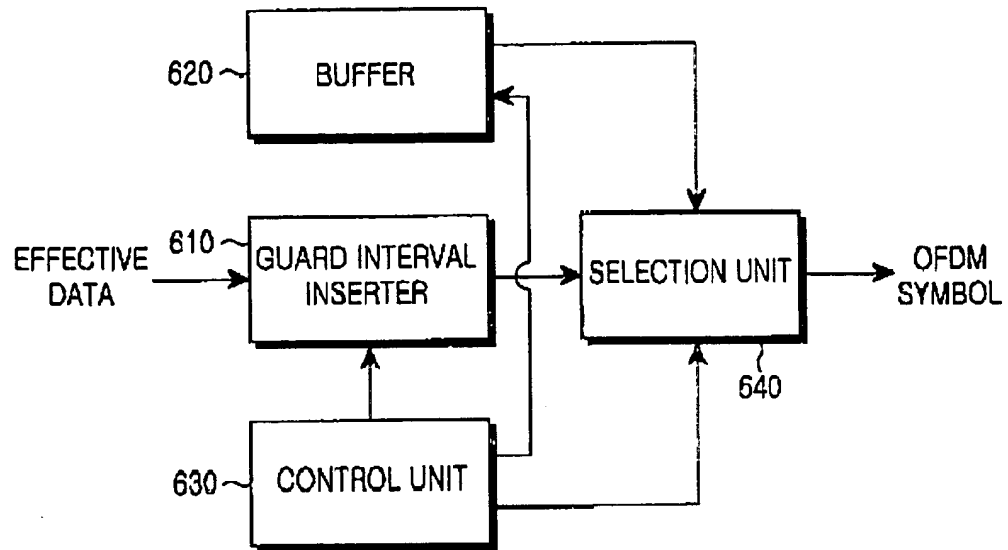 620
BUFFER
610
EFFECTIVE
DATA
GUARD INTERVAL
INSERTER
SELECTION UNIT
OFDM
SYMBOL
640
630
CONTROL UNIT